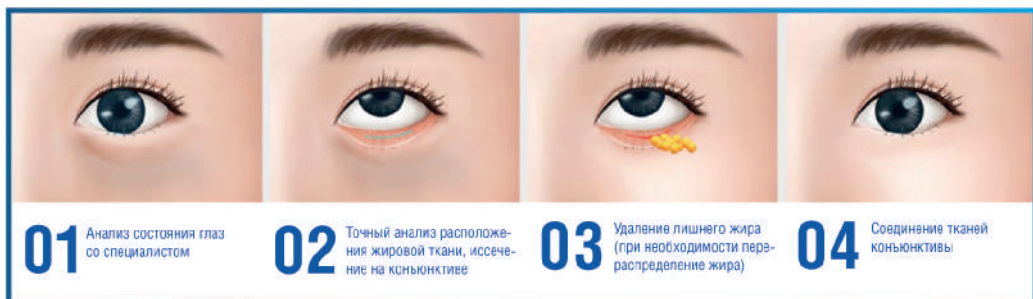 01
Анализ состояния глаз
со специалистом
02
Точный анализ расположе-
ния жировой ткани, иссече-
ние на конъюнктиве
03
Удаление лишнего жира
(при необходимости пере-
распределение жира)
04
Соединение тканей
конъюнктивы